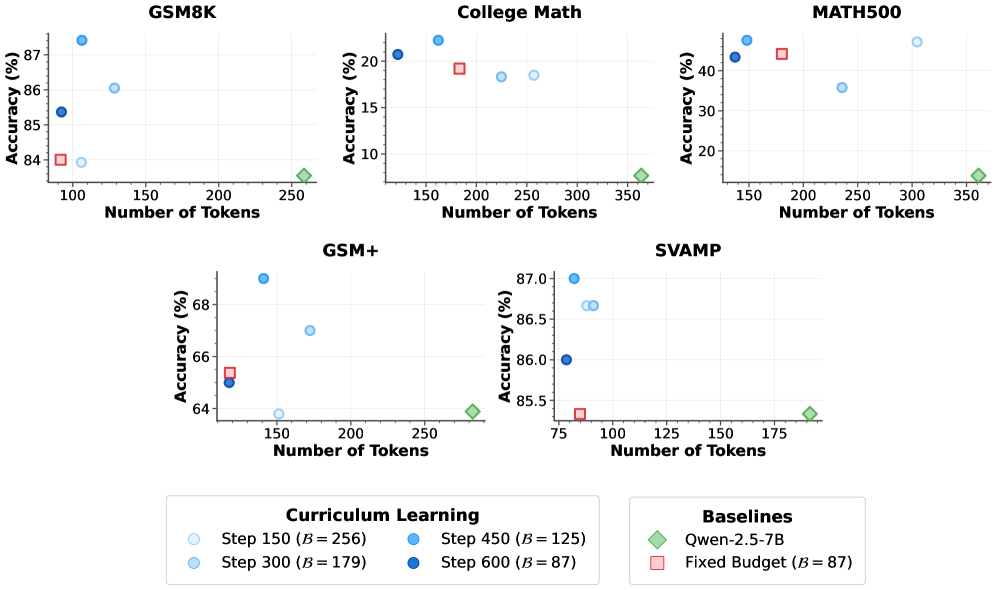 GSM8K
College Math
MATH500
Accuracy (%)
87
86
85
84
100
150
200
250
Number of Tokens
Accuracy (%)
20
15
10
150
200
250
300
350
Number of Tokens
Accuracy (%)
40
30
20
150
200
250
300
350
Number of Tokens
GSM+
SVAMP
Accuracy (%)
68
66
64
150
200
250
Number of Tokens
Accuracy (%)
87.0
86.5
86.0
85.5
75
100
125
150
175
Number of Tokens
Curriculum Learning
Step 150 (ℬ = 256)
Step 300 (ℬ = 179)
Step 450 (ℬ = 125)
Step 600 (ℬ = 87)
Baselines
Qwen-2.5-7B
Fixed Budget (ℬ = 87)